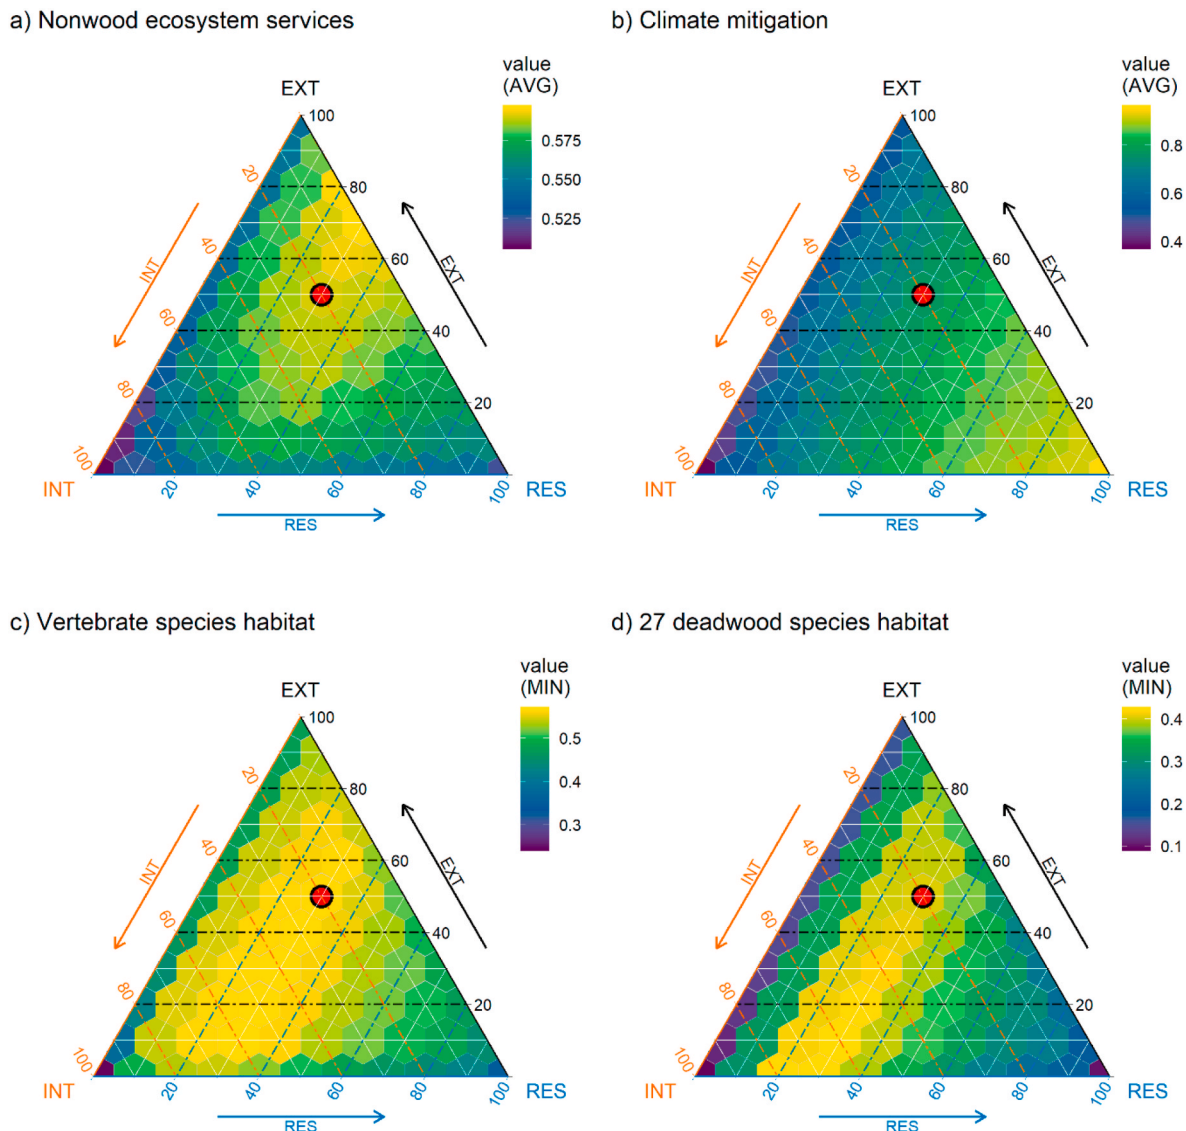 a) Nonwood ecosystem services
value
(AVG)
0.575
0.550
0.525
EXT
100
80
60
40
20
EXT
20
40
60
80
100
INT
INT
20
40
60
80
100
RES
RES
b) Climate mitigation
value
(AVG)
0.8
0.6
0.4
EXT
100
80
60
40
20
EXT
20
40
60
80
100
INT
INT
20
40
60
80
100
RES
RES
c) Vertebrate species habitat
value
(MIN)
0.5
0.4
0.3
EXT
100
80
60
40
20
EXT
20
40
60
80
100
INT
INT
20
40
60
80
100
RES
RES
d) 27 deadwood species habitat
value
(MIN)
0.4
0.3
0.2
0.1
EXT
100
80
60
40
20
EXT
20
40
60
80
100
INT
INT
20
40
60
80
100
RES
RES